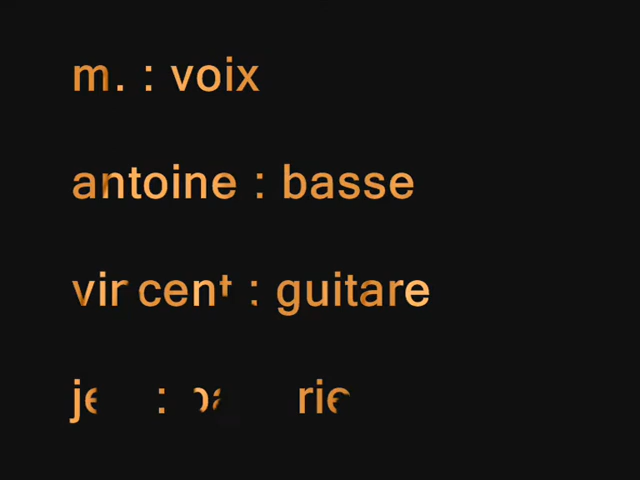 m. : voix
antoine : basse
vincent : guitare
: